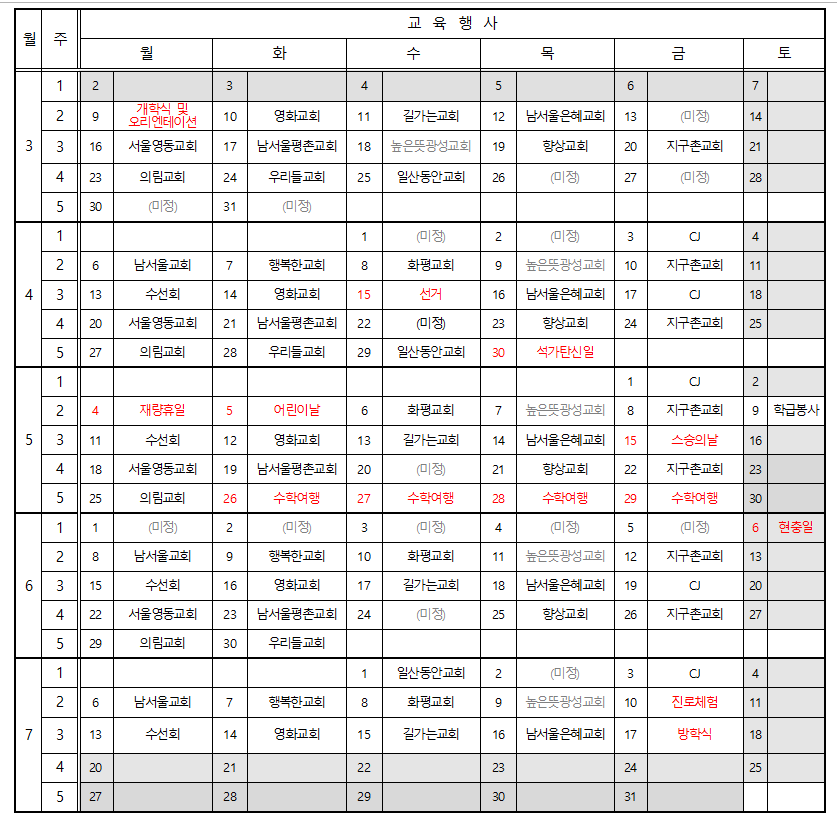 월 주 교 육 행 사
월 화 수 목 금 토
3
1 2 3 4 5 6 7
2 9 개학식 및 오리엔테이션 10 영화교회 11 길가는교회 12 남서울은혜교회 13 (미정) 14
3 16 서울영동교회 17 남서울평촌교회 18 높은뜻광성교회 19 향상교회 20 지구촌교회 21
4 23 의림교회 24 우리들교회 25 일산동안교회 26 (미정) 27 (미정) 28
5 30 (미정) 31 (미정)
4
1 1 (미정) 2 (미정) 3 CJ 4
2 6 남서울교회 7 행복한교회 8 화평교회 9 높은뜻광성교회 10 지구촌교회 11
3 13 수선회 14 영화교회 15 선거 16 남서울은혜교회 17 CJ 18
4 20 서울영동교회 21 남서울평촌교회 22 (미정) 23 향상교회 24 지구촌교회 25
5 27 의림교회 28 우리들교회 29 일산동안교회 30 석가탄신일
5
1 1 CJ 2
2 4 재량휴일 5 어린이날 6 화평교회 7 높은뜻광성교회 8 지구촌교회 9 학급봉사
3 11 수선회 12 영화교회 13 길가는교회 14 남서울은혜교회 15 스승의날 16
4 18 서울영동교회 19 남서울평촌교회 20 (미정) 21 향상교회 22 지구촌교회 23
5 25 의림교회 26 수학여행 27 수학여행 28 수학여행 29 수학여행 30
6
1 1 (미정) 2 (미정) 3 (미정) 4 (미정) 5 (미정) 6 현충일
2 8 남서울교회 9 행복한교회 10 화평교회 11 높은뜻광성교회 12 지구촌교회 13
3 15 수선회 16 영화교회 17 길가는교회 18 남서울은혜교회 19 CJ 20
4 22 서울영동교회 23 남서울평촌교회 24 (미정) 25 향상교회 26 지구촌교회 27
5 29 의림교회 30 우리들교회
7
1 1 일산동안교회 2 (미정) 3 CJ 4
2 6 남서울교회 7 행복한교회 8 화평교회 9 높은뜻광성교회 10 진로체험 11
3 13 수선회 14 영화교회 15 길가는교회 16 남서울은혜교회 17 방학식 18
4 20 21 22 23 24 25
5 27 28 29 30 31